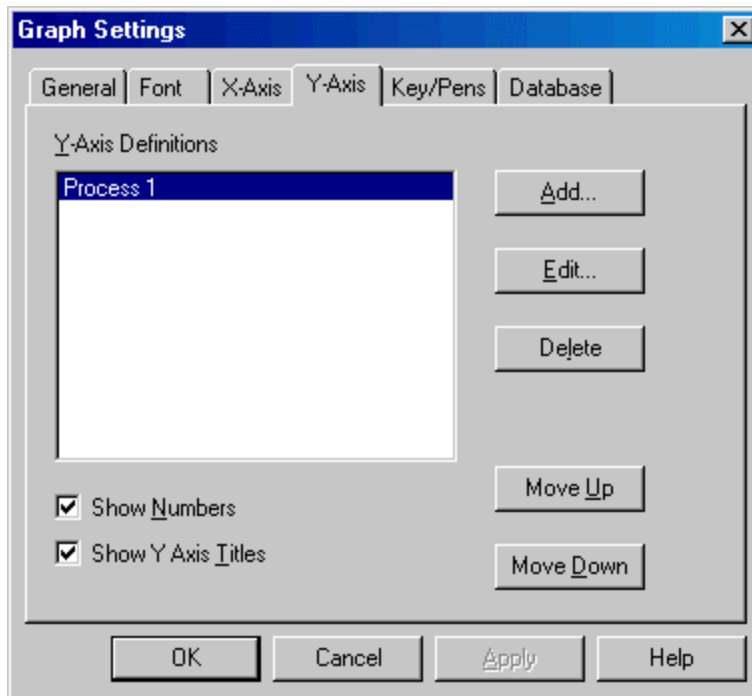 Graph Settings
General Font X-Axis Y-Axis Key/Pens Database
Y-Axis Definitions
Process 1
Add...
Edit...
Delete
Show Numbers
Show Y Axis Titles
Move Up
Move Down
OK Cancel Apply Help